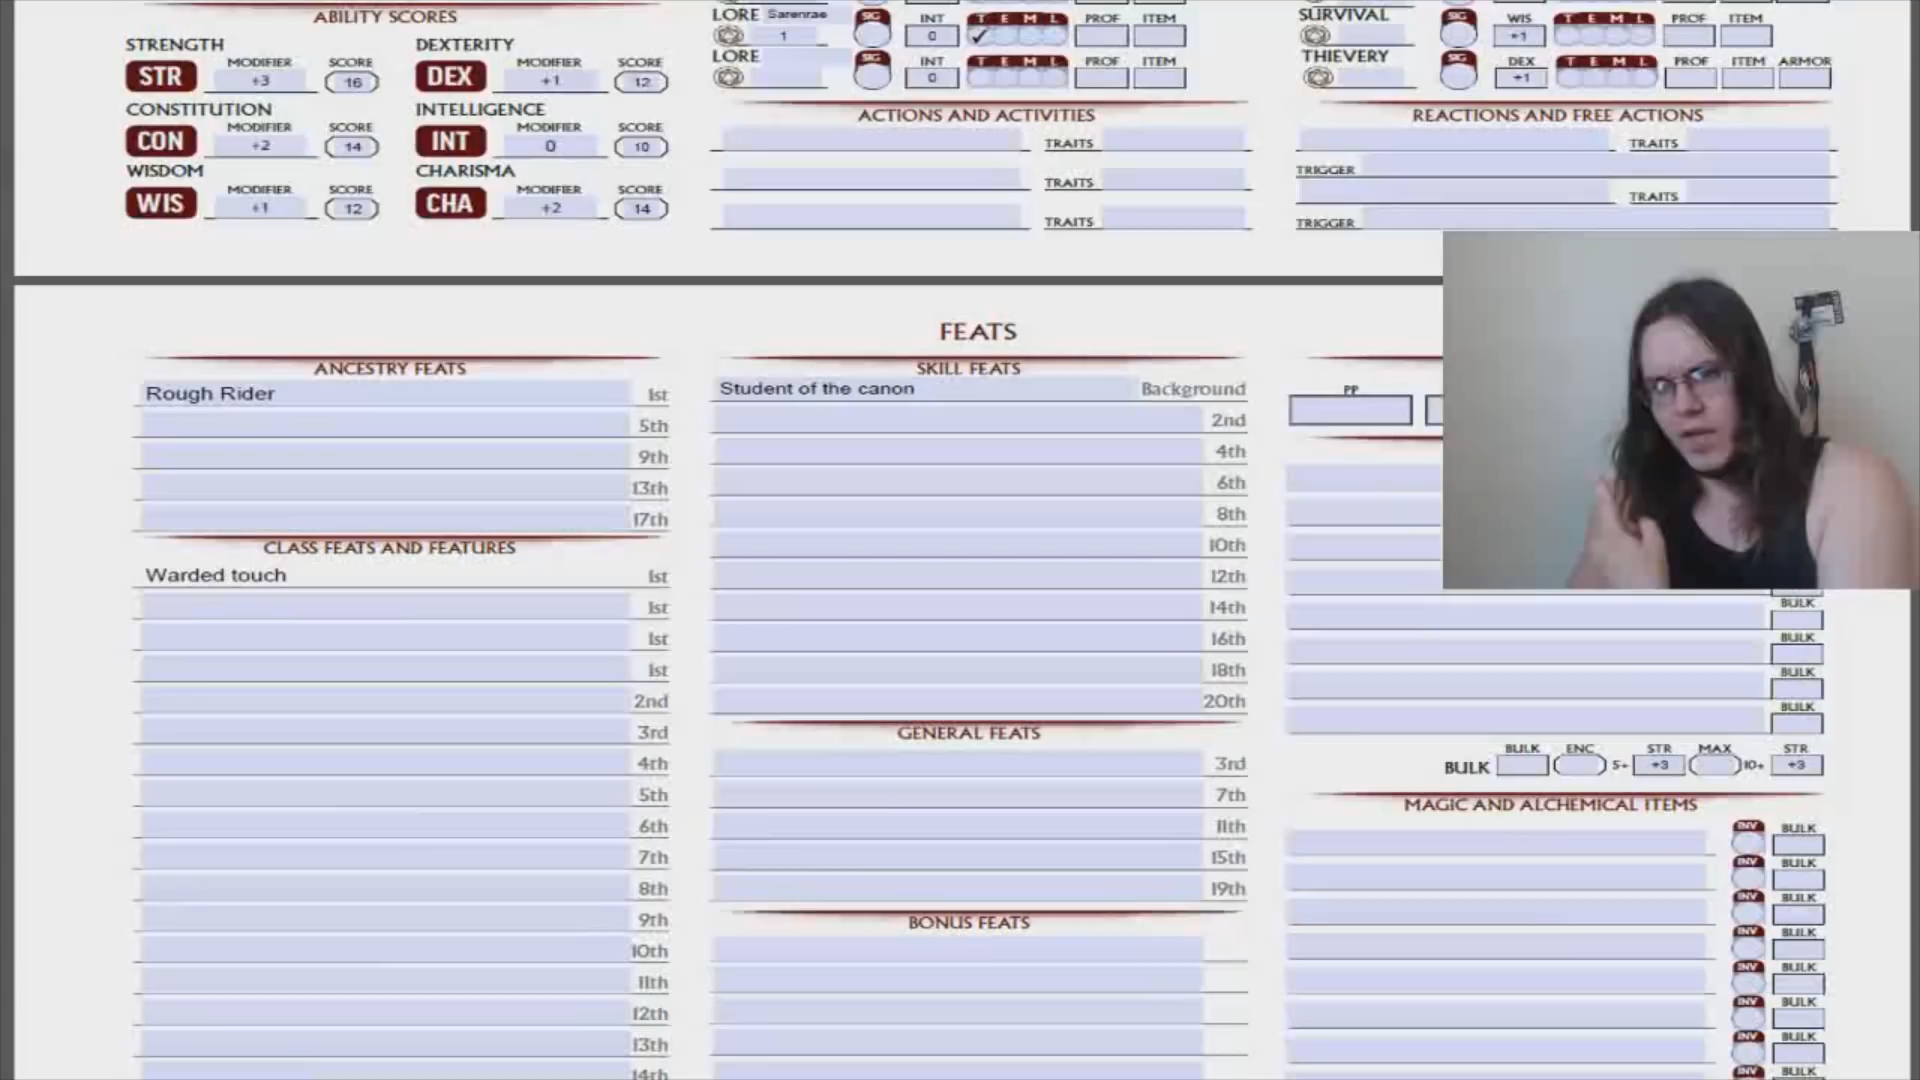 ABILITY SCORES
STRENGTH
STR
MODIFIER
+3
SCORE
16
DEXTERITY
DEX
MODIFIER
+1
SCORE
12
CONSTITUTION
CON
MODIFIER
+2
SCORE
14
INTELLIGENCE
INT
MODIFIER
0
SCORE
10
WISDOM
WIS
MODIFIER
+1
SCORE
12
CHARISMA
CHA
MODIFIER
+2
SCORE
14
LORE Sarenrae SIG INT T E M L PROF ITEM
1 0 ✓
LORE SIG INT T E M L PROF ITEM
0
SURVIVAL SIG WIS T E M L PROF ITEM
+1
THIEVERY SIG DEX T E M L PROF ITEM ARMOR
+1
ACTIONS AND ACTIVITIES
TRAITS
TRAITS
TRAITS
REACTIONS AND FREE ACTIONS
TRAITS
TRIGGER
TRAITS
TRIGGER
FEATS
ANCESTRY FEATS
Rough Rider 1st
5th
9th
13th
17th
CLASS FEATS AND FEATURES
Warded touch 1st
1st
1st
1st
2nd
3rd
4th
5th
6th
7th
8th
9th
10th
11th
12th
13th
14th
SKILL FEATS
Student of the canon Background
2nd
4th
6th
8th
10th
12th
14th
16th
18th
20th
GENERAL FEATS
3rd
7th
11th
15th
19th
BONUS FEATS
PP
BULK
BULK
BULK
BULK
BULK ENC STR MAX STR
BULK 5+ +3 10+ +3
MAGIC AND ALCHEMICAL ITEMS
INV BULK
INV BULK
INV BULK
INV BULK
INV BULK
INV BULK
INV BULK
INV BULK